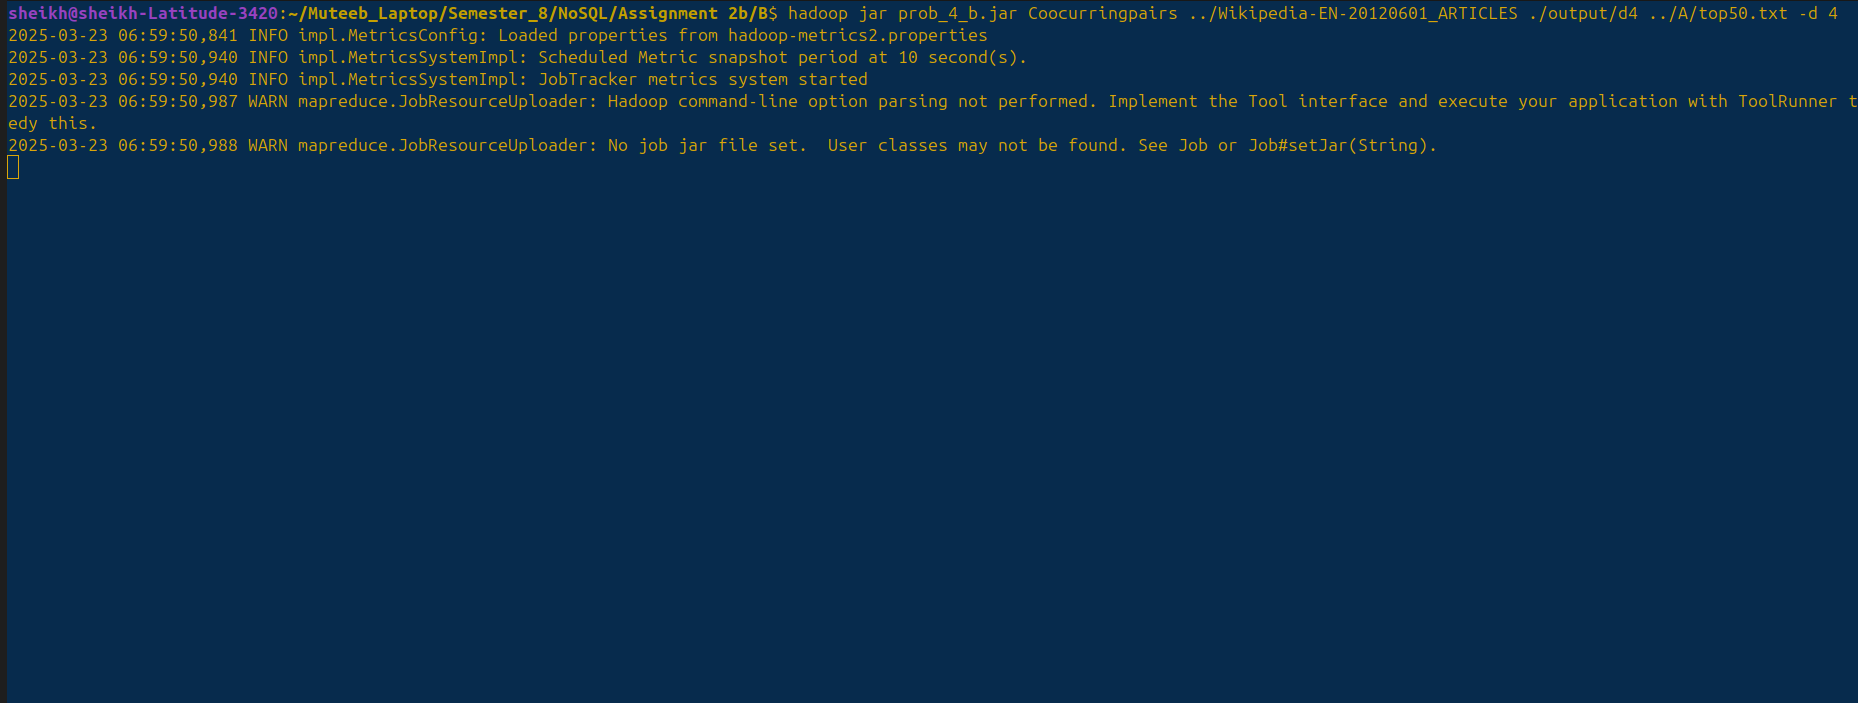 sheikh@sheikh-Latitude-3420:~/Muteeb_Laptop/Semester_8/NoSQL/Assignment 2b/B$ hadoop jar prob_4_b.jar Coocurringpairs ../Wikipedia-EN-20120601_ARTICLES ./output/d4 ../A/top50.txt -d 4
2025-03-23 06:59:50,841 INFO impl.MetricsConfig: Loaded properties from hadoop-metrics2.properties
2025-03-23 06:59:50,940 INFO impl.MetricsSystemImpl: Scheduled Metric snapshot period at 10 second(s).
2025-03-23 06:59:50,940 INFO impl.MetricsSystemImpl: JobTracker metrics system started
2025-03-23 06:59:50,987 WARN mapreduce.JobResourceUploader: Hadoop command-line option parsing not performed. Implement the Tool interface and execute your application with ToolRunner t
edy this.
2025-03-23 06:59:50,988 WARN mapreduce.JobResourceUploader: No job jar file set.  User classes may not be found. See Job or Job#setJar(String).